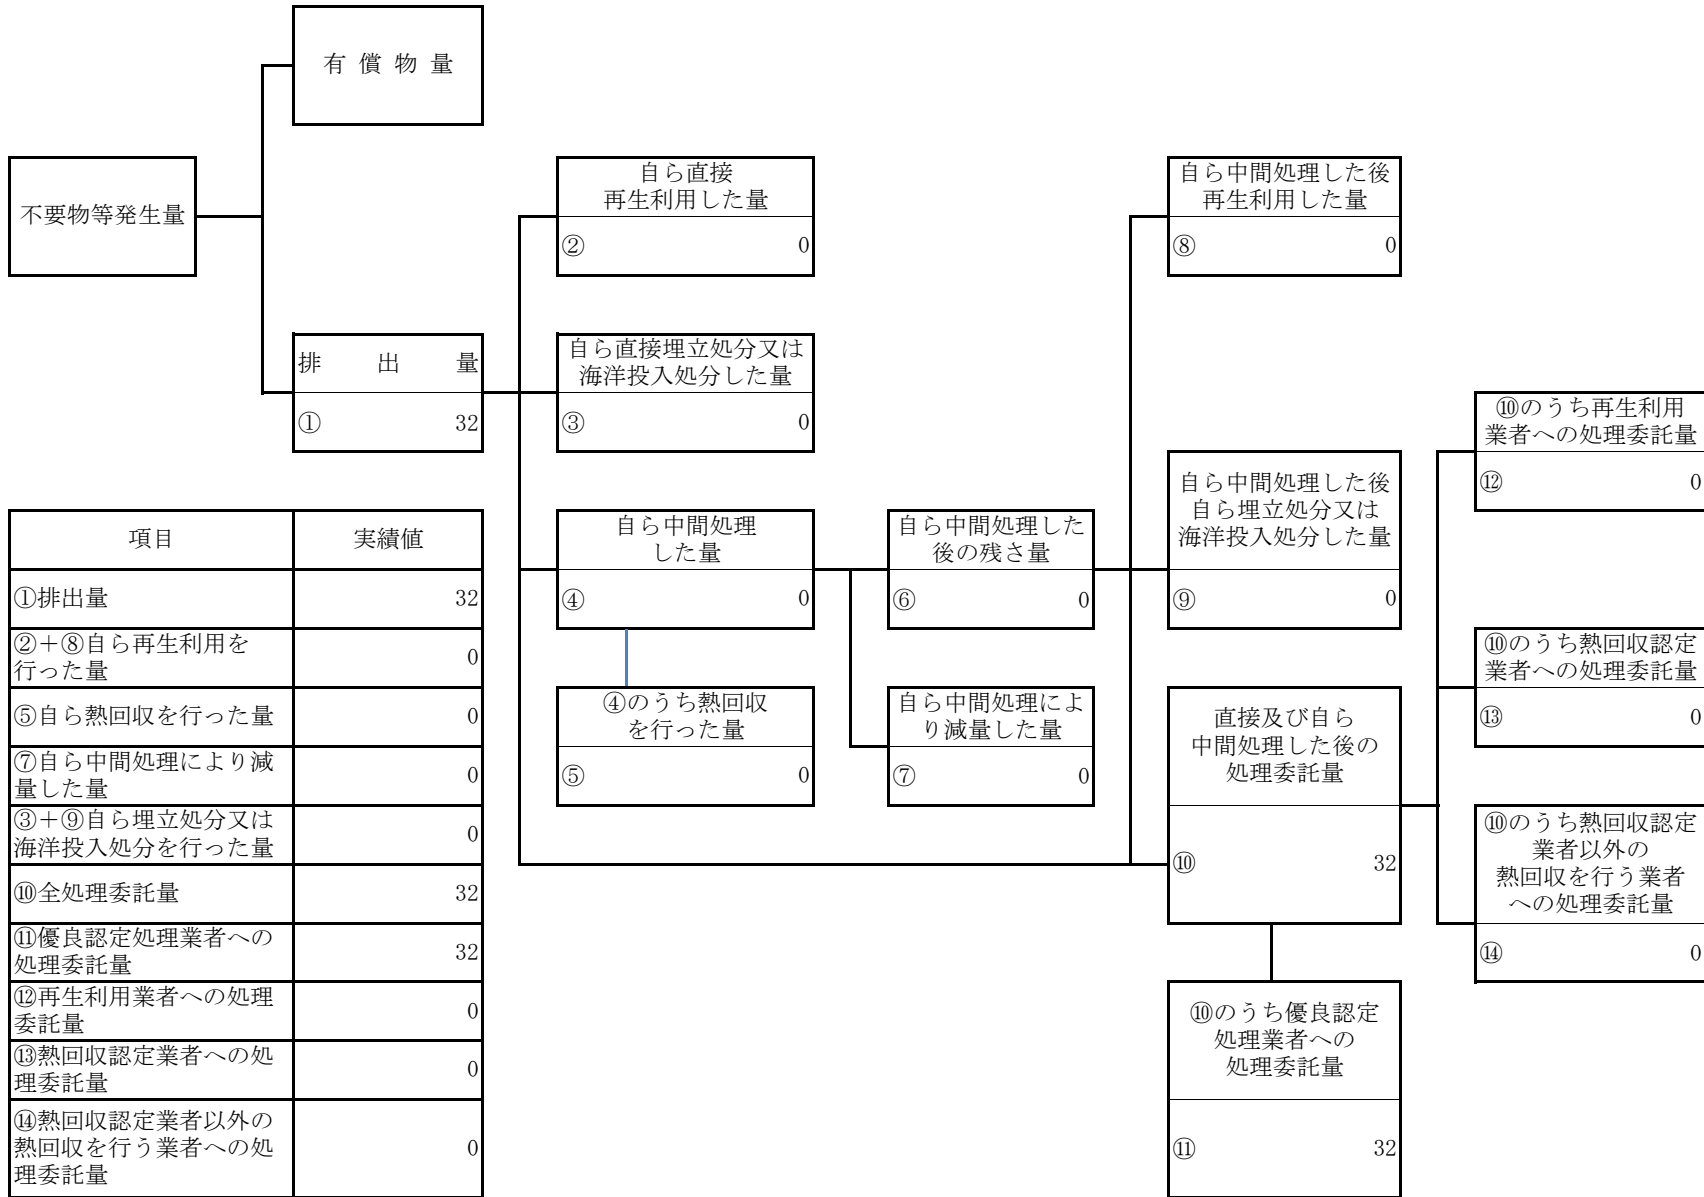 有償物量
不要物等発生量
排出量
① 32
自ら直接
再生利用した量
② 0
自ら直接埋立処分又は
海洋投入処分した量
③ 0
自ら中間処理
した量
④ 0
④のうち熱回収
を行った量
⑤ 0
自ら中間処理した
後の残さ量
⑥ 0
自ら中間処理によ
り減量した量
⑦ 0
自ら中間処理した後
再生利用した量
⑧ 0
自ら中間処理した後
自ら埋立処分又は
海洋投入処分した量
⑨ 0
直接及び自ら
中間処理した後の
処理委託量
⑩ 32
⑩のうち優良認定
処理業者への
処理委託量
⑪ 32
⑩のうち再生利用
業者への処理委託量
⑫ 0
⑩のうち熱回収認定
業者への処理委託量
⑬ 0
⑩のうち熱回収認定
業者以外の
熱回収を行う業者
への処理委託量
⑭ 0
項目 実績値
①排出量 32
②+⑧自ら再生利用を
行った量 0
⑤自ら熱回収を行った量 0
⑦自ら中間処理により減
量した量 0
③+⑨自ら埋立処分又は
海洋投入処分を行った量 0
⑩全処理委託量 32
⑪優良認定処理業者への
処理委託量 32
⑫再生利用業者への処理
委託量 0
⑬熱回収認定業者への処
理委託量 0
⑭熱回収認定業者以外の
熱回収を行う業者への処
理委託量 0